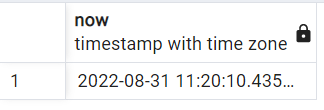 now
timestamp with time zone
1 2022-08-31 11:20:10.435...